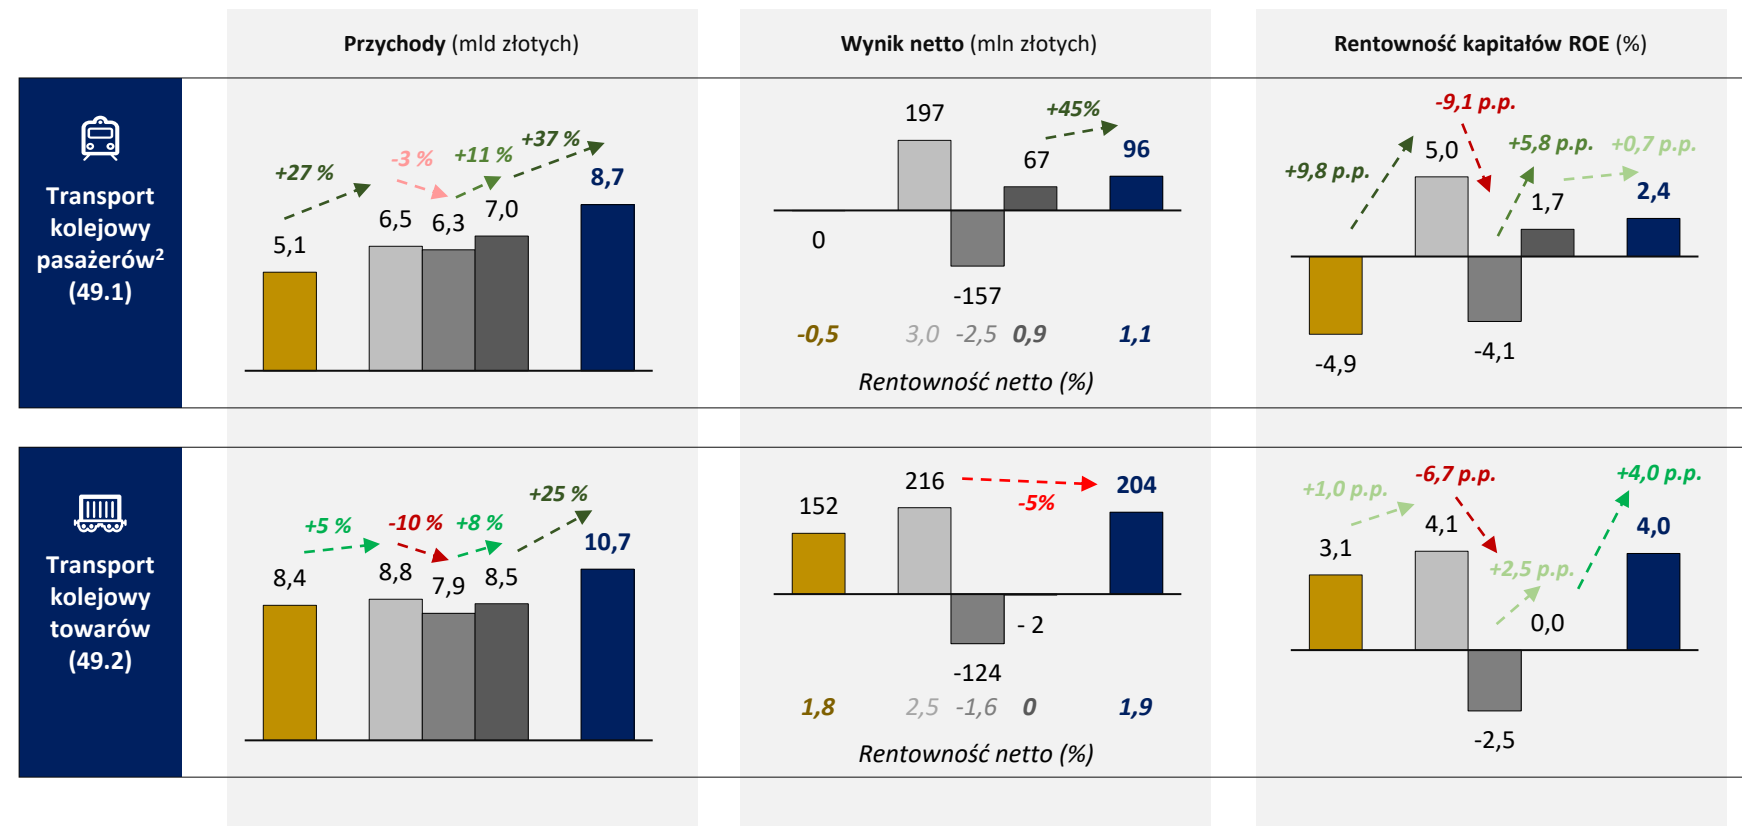 Przychody (mld złotych)
Wynik netto (mln złotych)
Rentowność kapitałów ROE (%)
Transport
kolejowy
pasażerów²
(49.1)
+27 %
-3 %
+11 %
+37 %
5,1
6,5
6,3
7,0
8,7
0
197
-157
67
+45%
96
-0,5
3,0
-2,5
0,9
1,1
Rentowność netto (%)
+9,8 p.p.
-9,1 p.p.
+5,8 p.p.
+0,7 p.p.
-4,9
5,0
-4,1
1,7
2,4
Transport
kolejowy
towarów
(49.2)
+5 %
-10 %
+8 %
+25 %
8,4
8,8
7,9
8,5
10,7
152
216
-5%
204
-124
- 2
1,8
2,5
-1,6
0
1,9
Rentowność netto (%)
+1,0 p.p.
-6,7 p.p.
+2,5 p.p.
+4,0 p.p.
3,1
4,1
-2,5
0,0
4,0